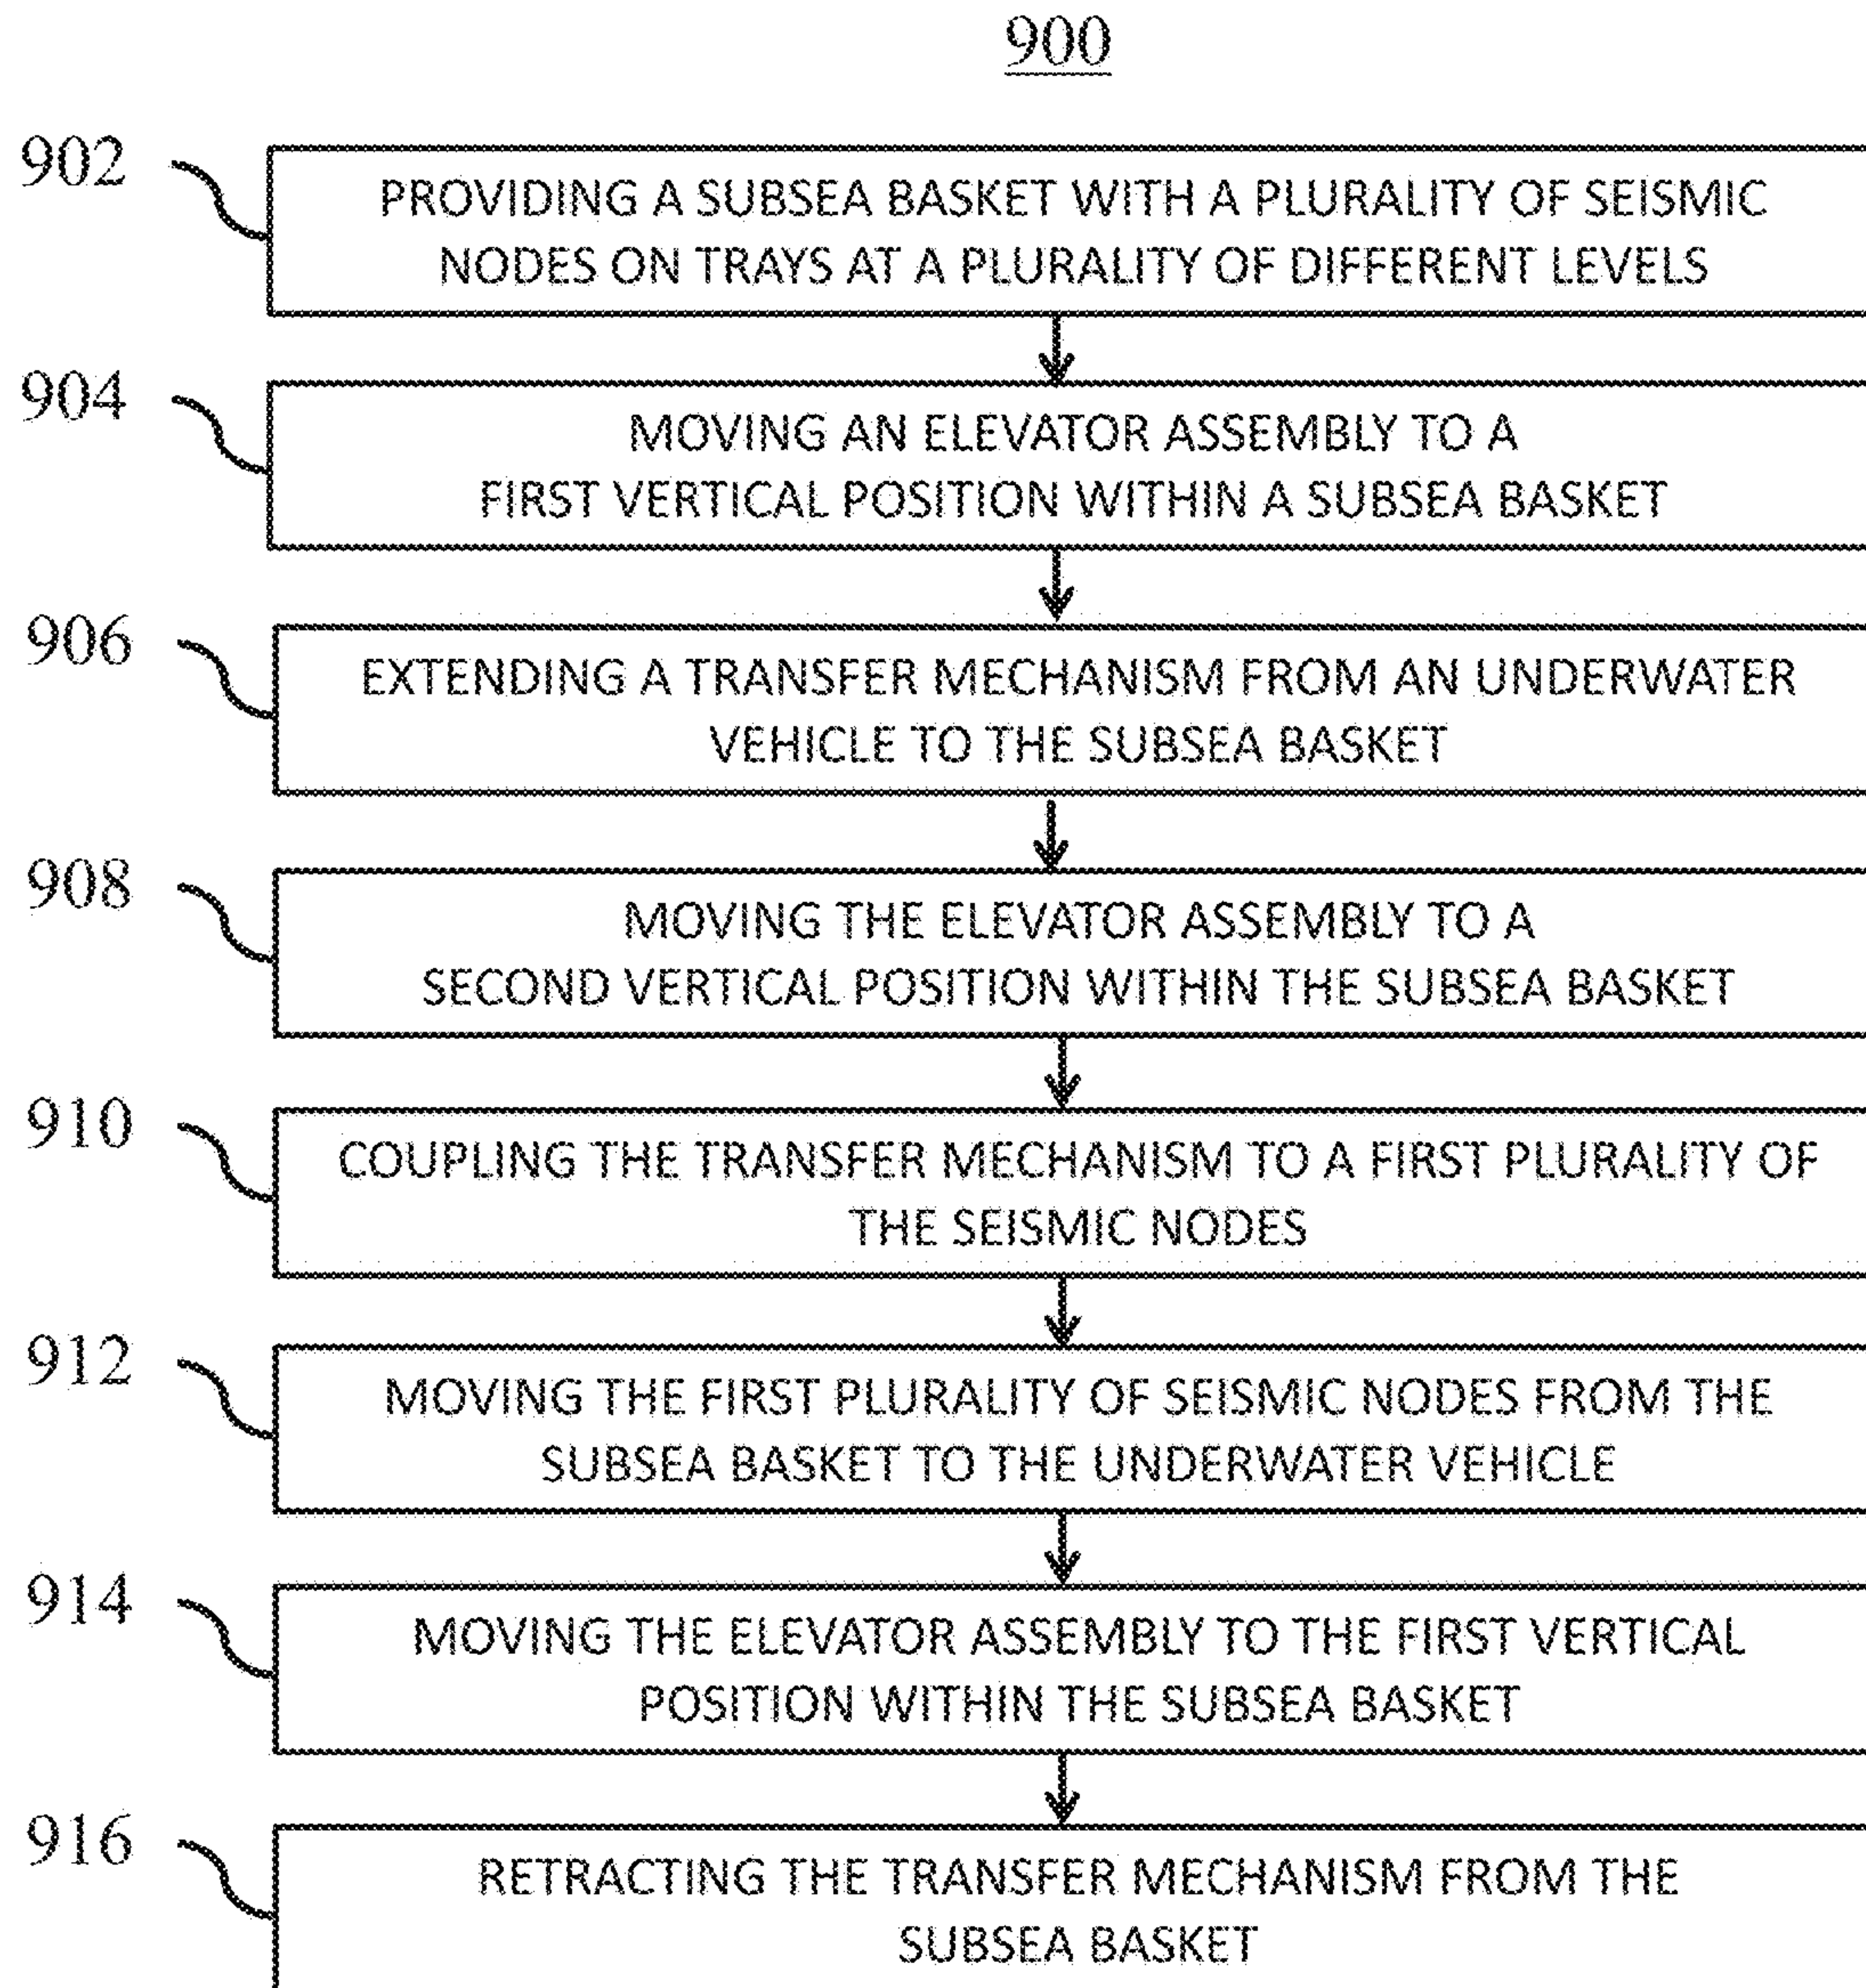 900
902
PROVIDING A SUBSEA BASKET WITH A PLURALITY OF SEISMIC
NODES ON TRAYS AT A PLURALITY OF DIFFERENT LEVELS
904
MOVING AN ELEVATOR ASSEMBLY TO A
FIRST VERTICAL POSITION WITHIN A SUBSEA BASKET
906
EXTENDING A TRANSFER MECHANISM FROM AN UNDERWATER
VEHICLE TO THE SUBSEA BASKET
908
MOVING THE ELEVATOR ASSEMBLY TO A
SECOND VERTICAL POSITION WITHIN THE SUBSEA BASKET
910
COUPLING THE TRANSFER MECHANISM TO A FIRST PLURALITY OF
THE SEISMIC NODES
912
MOVING THE FIRST PLURALITY OF SEISMIC NODES FROM THE
SUBSEA BASKET TO THE UNDERWATER VEHICLE
914
MOVING THE ELEVATOR ASSEMBLY TO THE FIRST VERTICAL
POSITION WITHIN THE SUBSEA BASKET
916
RETRACTING THE TRANSFER MECHANISM FROM THE
SUBSEA BASKET